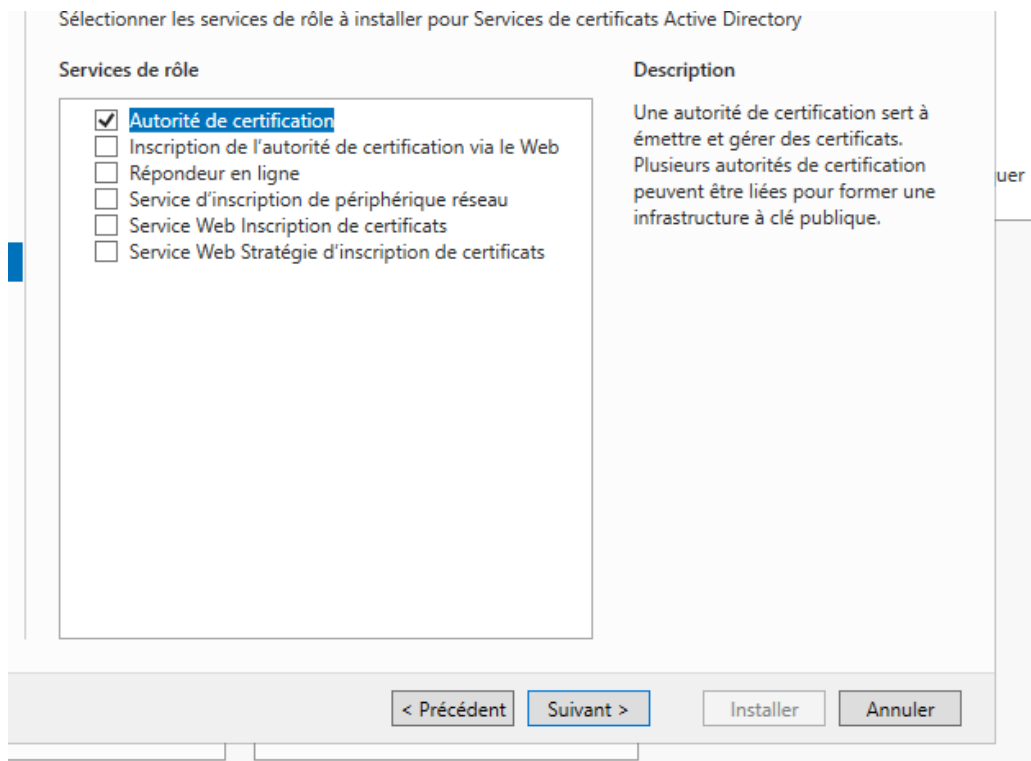 Sélectionner les services de rôle à installer pour Services de certificats Active Directory
Services de rôle
Autorité de certification
Inscription de l'autorité de certification via le Web
Répondeur en ligne
Service d'inscription de périphérique réseau
Service Web Inscription de certificats
Service Web Stratégie d'inscription de certificats
Description
Une autorité de certification sert à
émettre et gérer des certificats.
Plusieurs autorités de certification
peuvent être liées pour former une
infrastructure à clé publique.
uer
< Précédent
Suivant >
Installer
Annuler